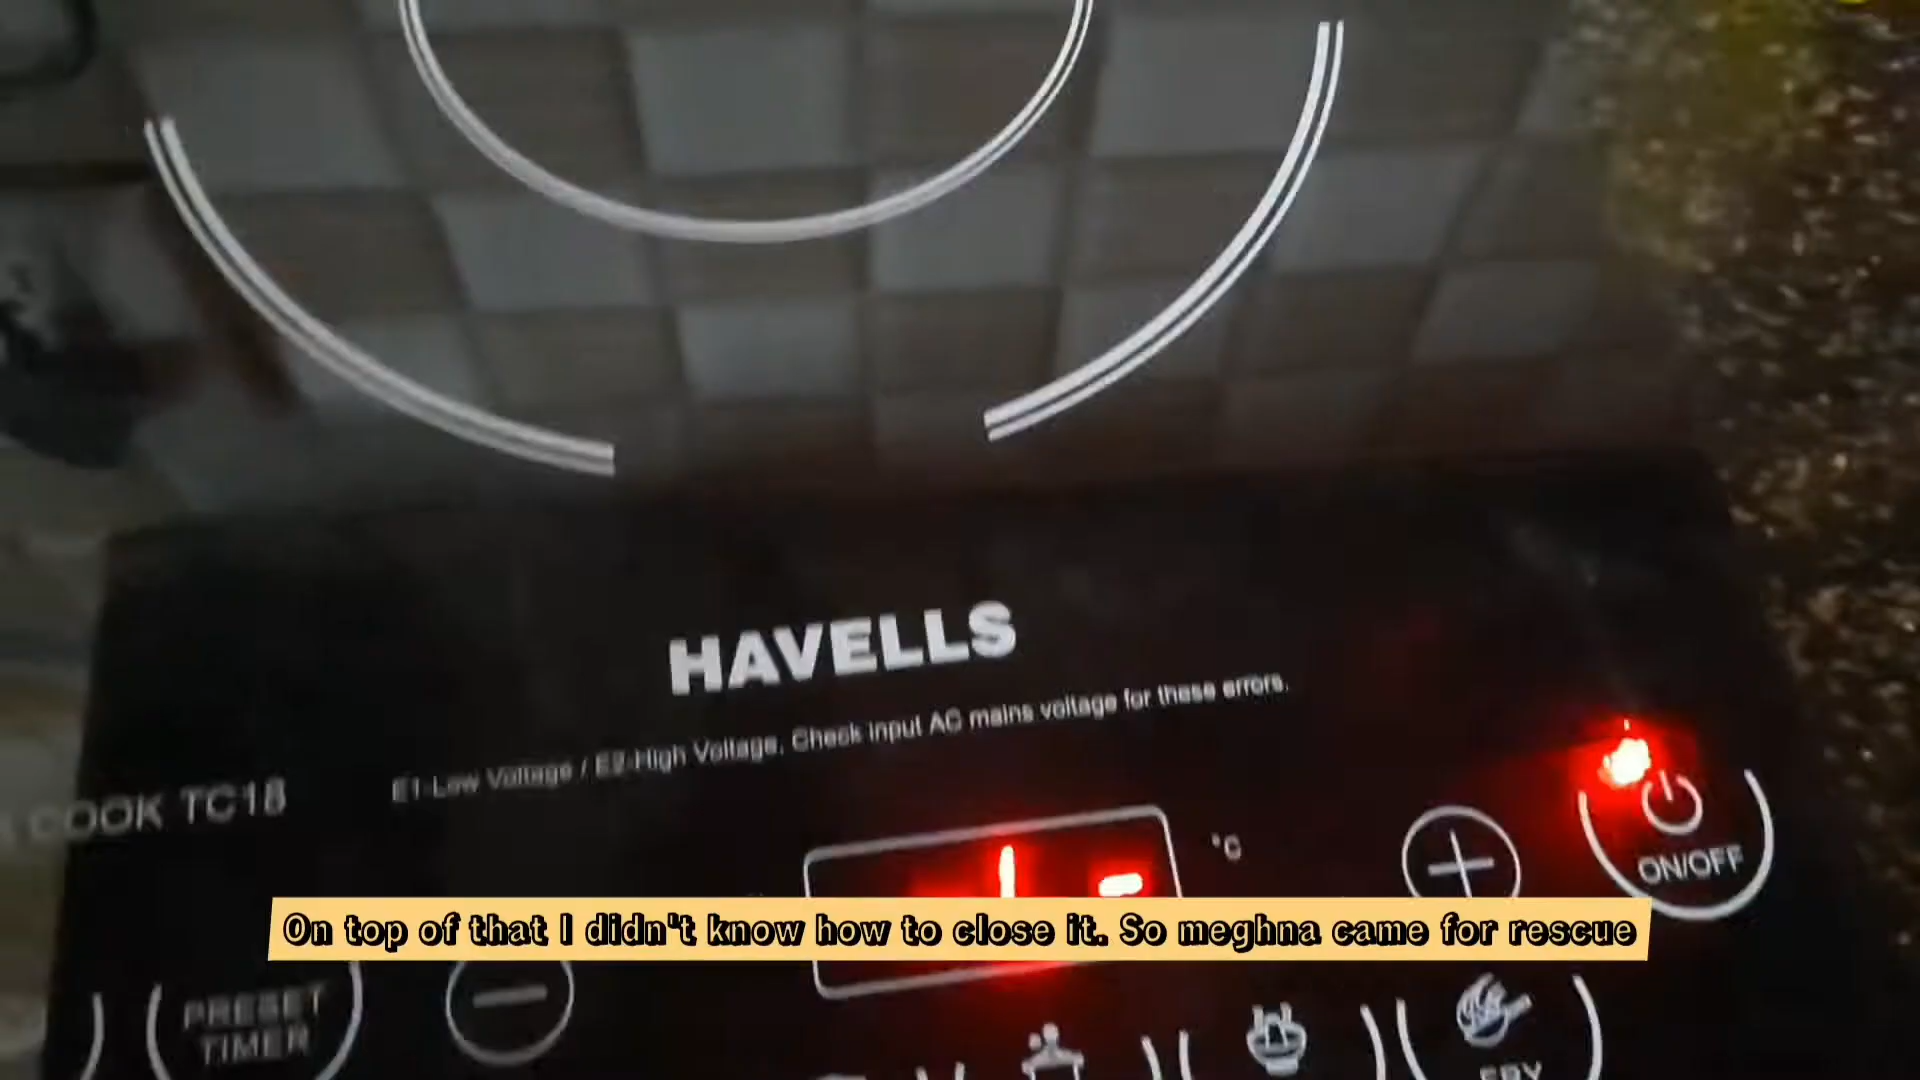 HAVELLS
E1-Low Voltage / E2-High Voltage. Check input AC mains voltage for these errors.
COOK TC18
°C
ON/OFF
On top of that I didn't know how to close it. So meghna came for rescue
PRESET
TIMER
FRY